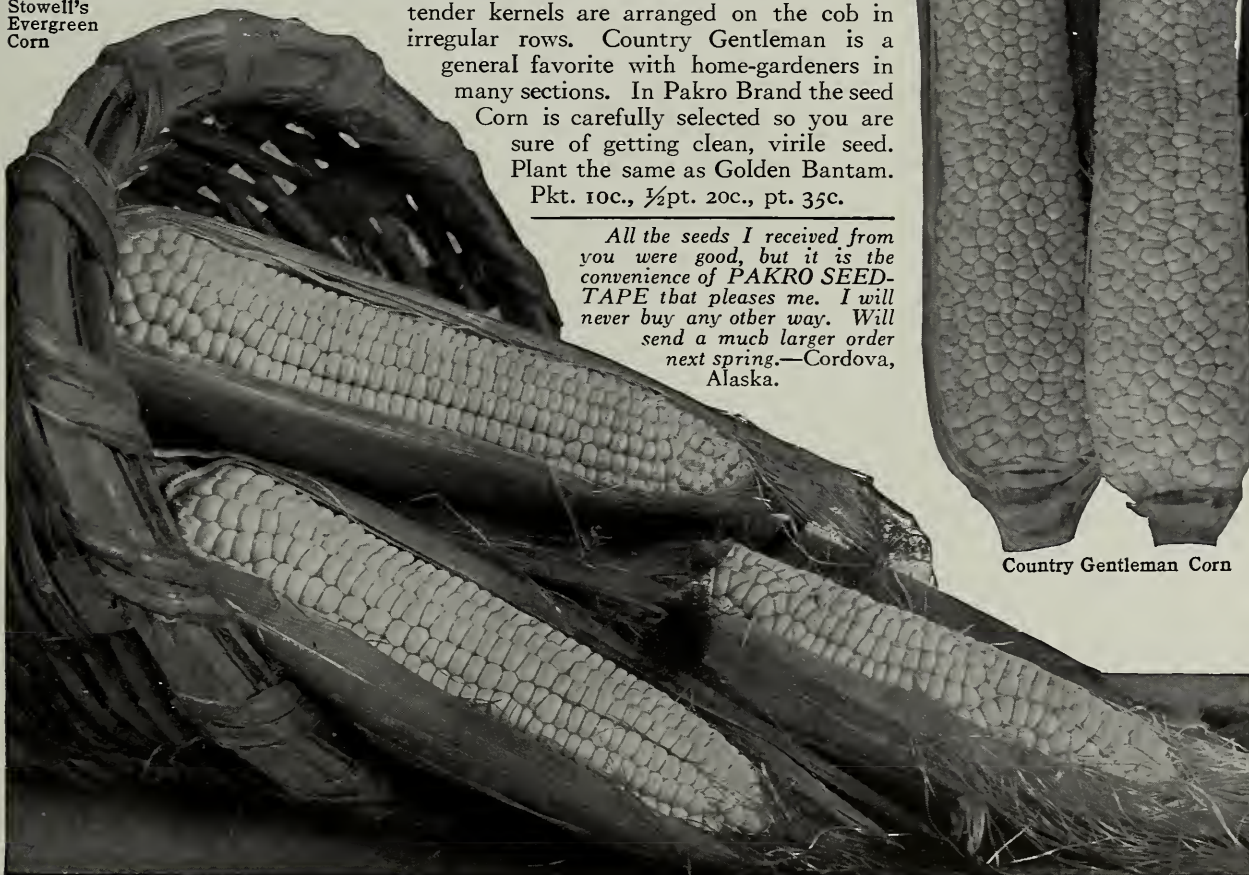 Stowell's
Evergreen
Corn
tender kernels are arranged on the cob in
irregular rows. Country Gentleman is a
general favorite with home-gardeners in
many sections. In Pakro Brand the seed
Corn is carefully selected so you are
sure of getting clean, virile seed.
Plant the same as Golden Bantam.
Pkt. 10c., ½pt. 20c., pt. 35c.
All the seeds I received from
you were good, but it is the
convenience of PAKRO SEED-
TAPE that pleases me. I will
never buy any other way. Will
send a much larger order
next spring.—Cordova,
Alaska.
Country Gentleman Corn